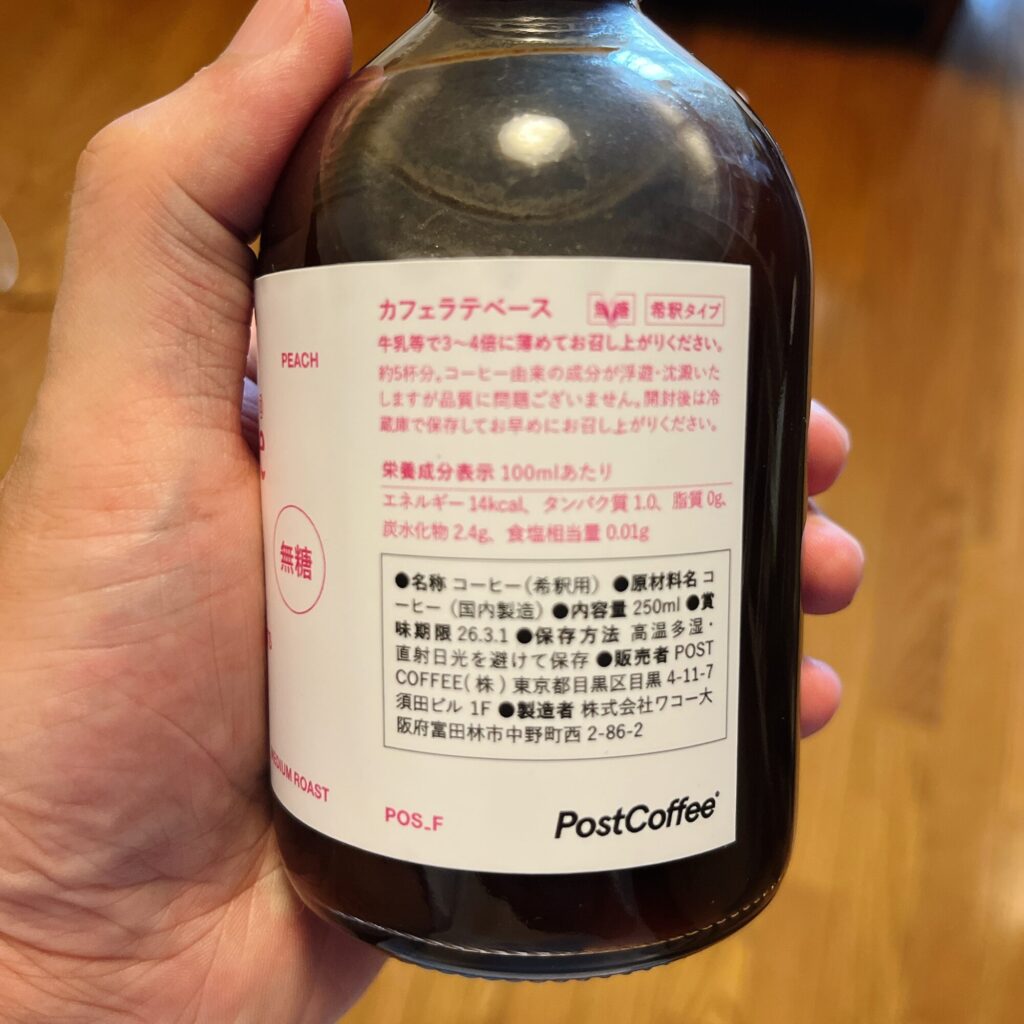 PEACH
無糖
MEDIUM ROAST
カフェラテベース 無糖 希釈タイプ
牛乳等で3〜4倍に薄めてお召し上がりください。
約5杯分。コーヒー由来の成分が浮遊・沈澱いた
しますが品質に問題ございません。開封後は冷
蔵庫で保存してお早めにお召し上がりください。
栄養成分表示 100mlあたり
エネルギー 14kcal、タンパク質 1.0、脂質 0g、
炭水化物 2.4g、食塩相当量 0.01g
●名称 コーヒー（希釈用） ●原材料名 コ
ーヒー（国内製造） ●内容量 250ml ●賞
味期限 26.3.1 ●保存方法 高温多湿・
直射日光を避けて保存 ●販売者 POST
COFFEE(株) 東京都目黒区目黒 4-11-7
須田ビル 1F ●製造者 株式会社ワコー大
阪府富田林市中野町西 2-86-2
POS_F
PostCoffee